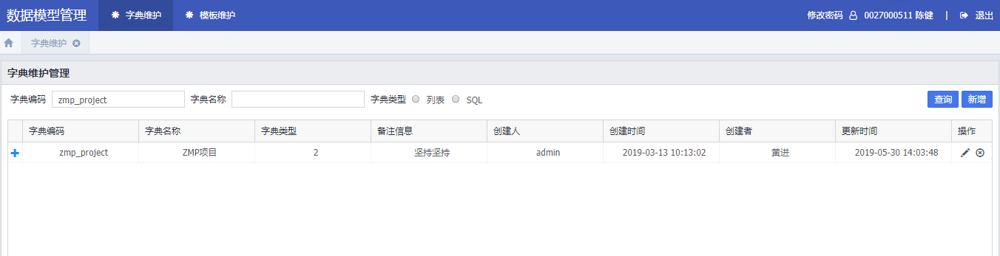 数据模型管理 字典维护 模板维护 修改密码 0027000511 陈健 | 退出
字典维护
字典维护管理
字典编码 zmp_project 字典名称 字典类型 列表 SQL 查询 新增
字典编码 字典名称 字典类型 备注信息 创建人 创建时间 创建者 更新时间 操作
zmp_project ZMP项目 2 坚持坚持 admin 2019-03-13 10:13:02 黄进 2019-05-30 14:03:48